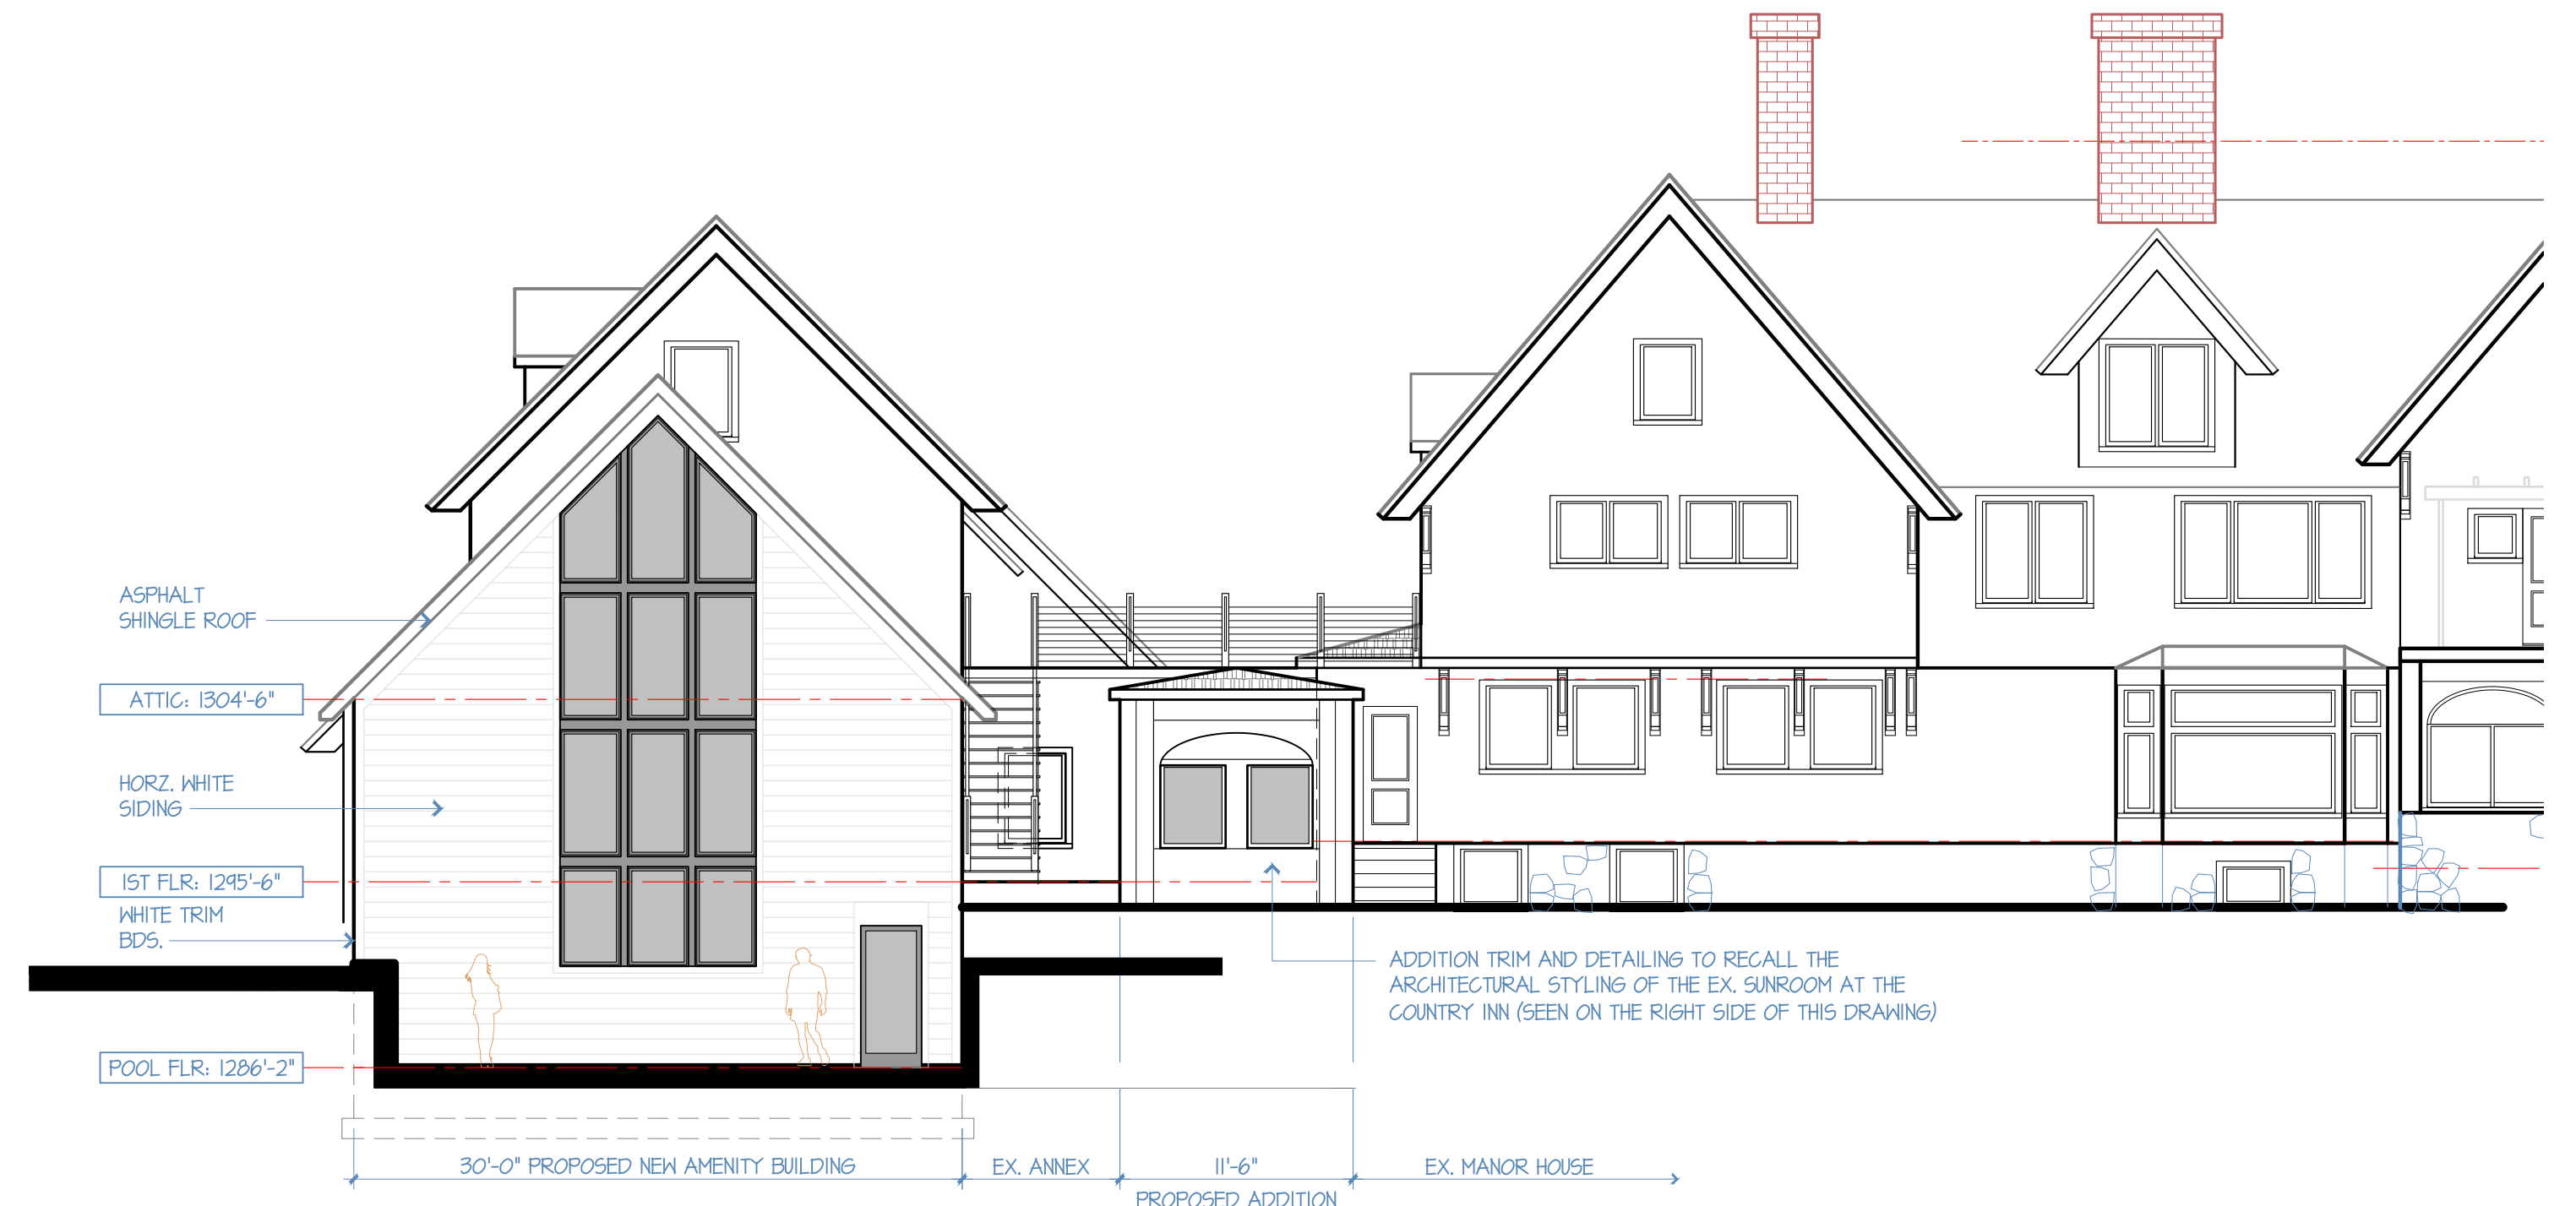 ASPHALT
SHINGLE ROOF
ATTIC: 1304'-6"
HORZ. WHITE
SIDING
1ST FLR: 1295'-6"
WHITE TRIM
BDS.
POOL FLR: 1286'-2"
ADDITION TRIM AND DETAILING TO RECALL THE
ARCHITECTURAL STYLING OF THE EX. SUNROOM AT THE
COUNTRY INN (SEEN ON THE RIGHT SIDE OF THIS DRAWING)
30'-0" PROPOSED NEW AMENITY BUILDING
EX. ANNEX
11'-6"
PROPOSED ADDITION
EX. MANOR HOUSE